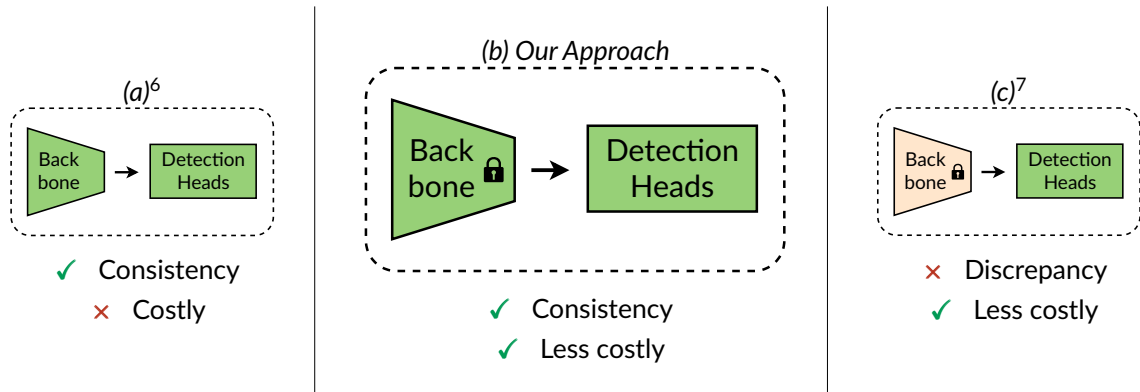 (a)⁶
Back
bone
Detection
Heads
✓ Consistency
× Costly
(b) Our Approach
Back
bone
Detection
Heads
✓ Consistency
✓ Less costly
(c)⁷
Back
bone
Detection
Heads
× Discrepancy
✓ Less costly